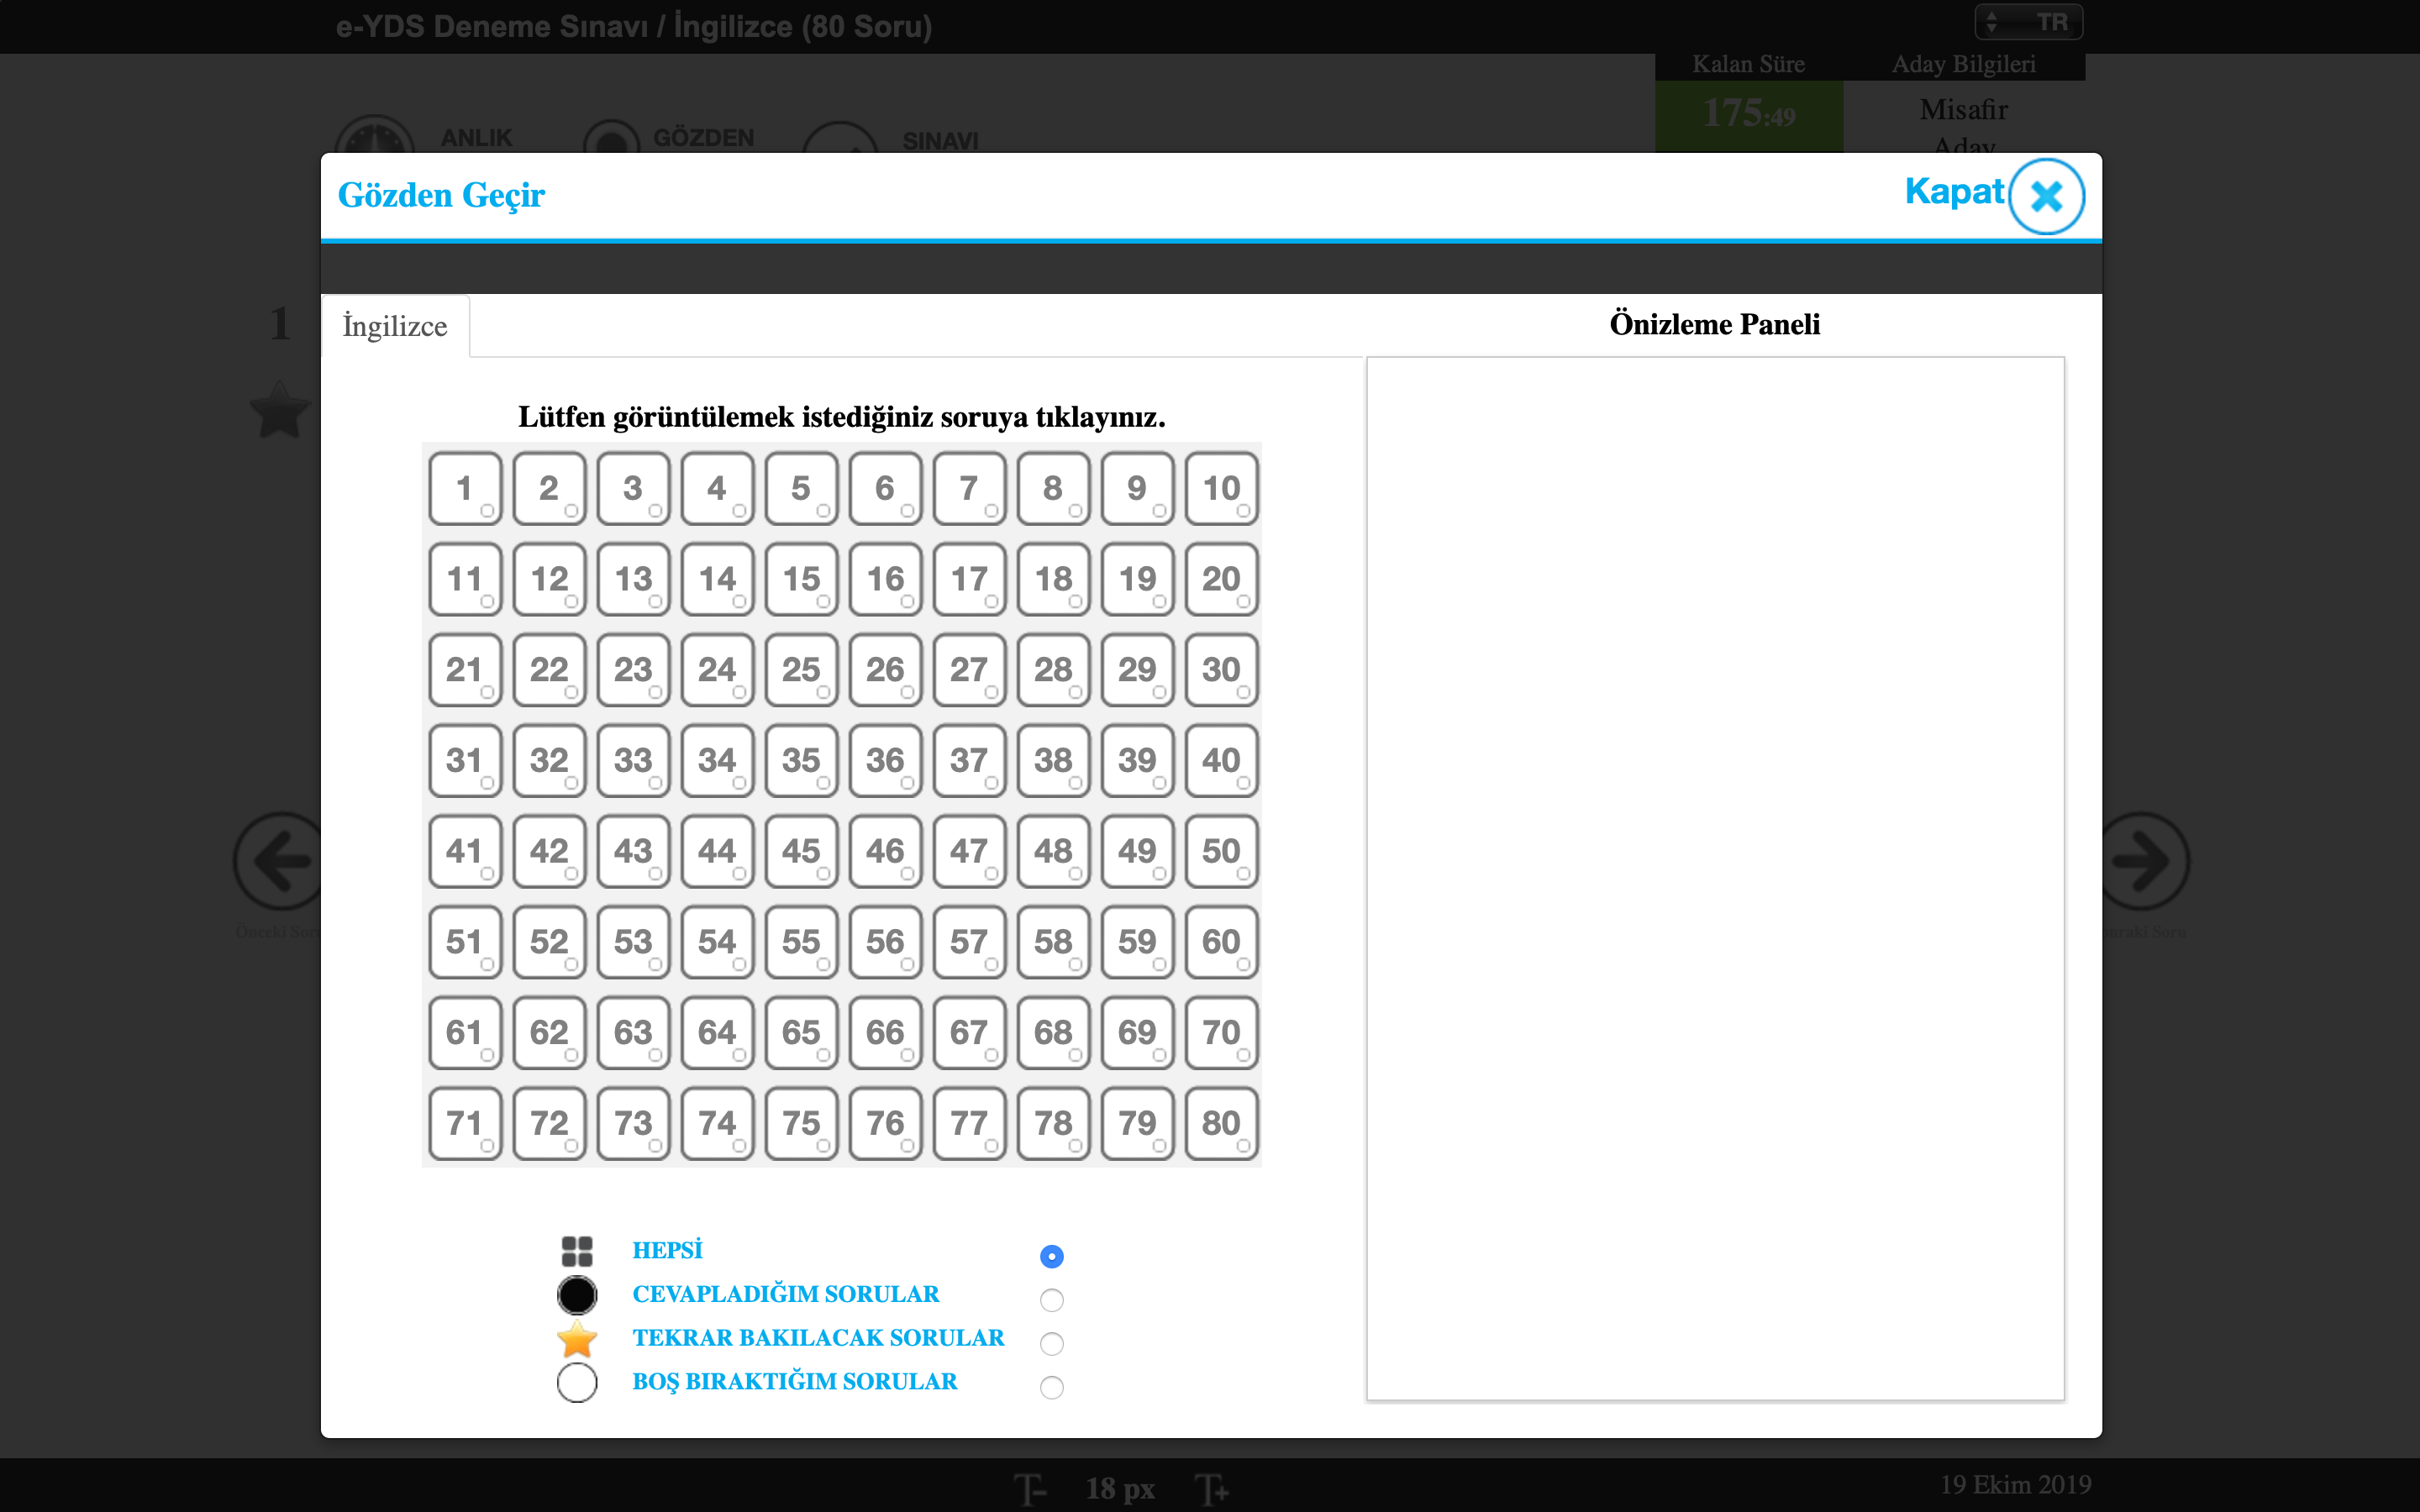 e-YDS Deneme Sınavı / İngilizce (80 Soru)
TR
Kalan Süre
Aday Bilgileri
175:49
Misafir
Aday
ANLIK
GÖZDEN
SINAVI
Gözden Geçir
Kapat
1
İngilizce
Önizleme Paneli
Lütfen görüntülemek istediğiniz soruya tıklayınız.
1 2 3 4 5 6 7 8 9 10
11 12 13 14 15 16 17 18 19 20
21 22 23 24 25 26 27 28 29 30
31 32 33 34 35 36 37 38 39 40
41 42 43 44 45 46 47 48 49 50
51 52 53 54 55 56 57 58 59 60
61 62 63 64 65 66 67 68 69 70
71 72 73 74 75 76 77 78 79 80
Önceki
Soru
HEPSİ
CEVAPLADIĞIM SORULAR
TEKRAR BAKILACAK SORULAR
BOŞ BIRAKTIĞIM SORULAR
T- 18 px T+
19 Ekim 2019